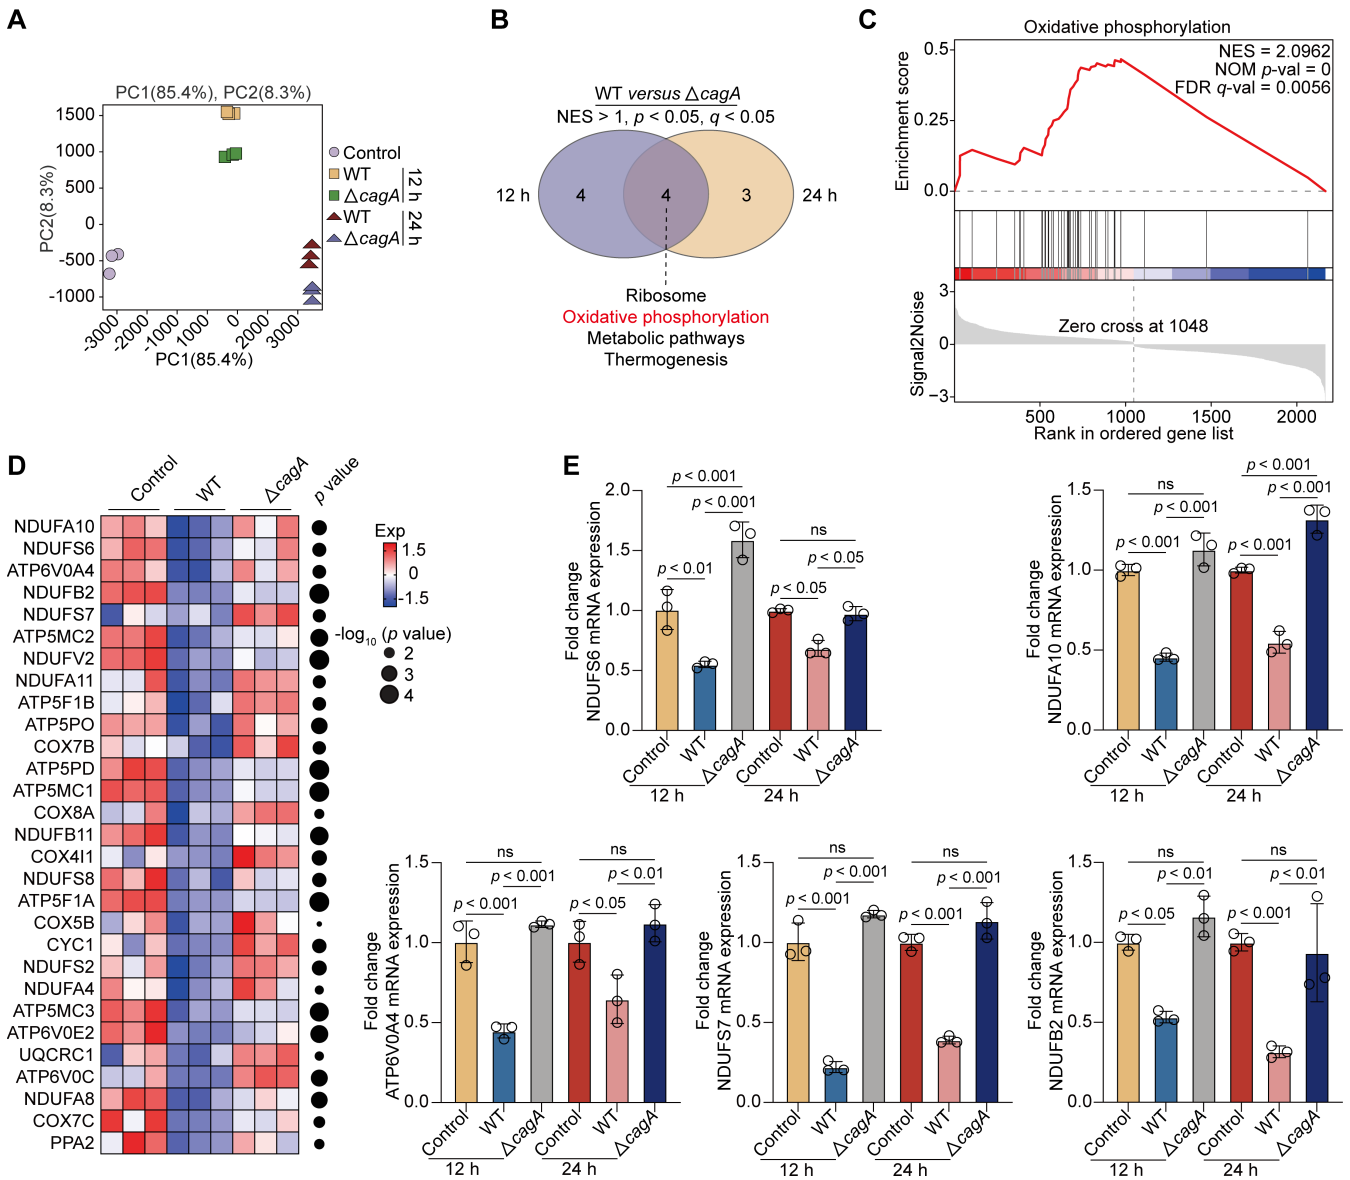 A
PC1(85.4%), PC2(8.3%)
PC2(8.3%)
1500
1000
500
0
-500
-1000
-3000
-2000
-1000
1000
0
2000
3000
PC1(85.4%)
Control
WT
ΔcagA
12 h
WT
ΔcagA
24 h
B
WT versus ΔcagA
NES > 1, p < 0.05, q < 0.05
12 h
4
4
3
24 h
Ribosome
Oxidative phosphorylation
Metabolic pathways
Thermogenesis
C
Oxidative phosphorylation
NES = 2.0962
NOM p-val = 0
FDR q-val = 0.0056
Enrichment score
0.5
0.25
0.0
Signal2Noise
3
0
−3
Zero cross at 1048
500
1000
1500
2000
Rank in ordered gene list
D
Control
WT
ΔcagA
p value
NDUFA10
NDUFS6
ATP6V0A4
NDUFB2
NDUFS7
ATP5MC2
NDUFV2
NDUFA11
ATP5F1B
ATP5PO
COX7B
ATP5PD
ATP5MC1
COX8A
NDUFB11
COX4I1
NDUFS8
ATP5F1A
COX5B
CYC1
NDUFS2
NDUFA4
ATP5MC3
ATP6V0E2
UQCRC1
ATP6V0C
NDUFA8
COX7C
PPA2
Exp
1.5
0
-1.5
-log10 (p value)
2
3
4
E
Fold change
NDUFS6 mRNA expression
2.0
1.5
1.0
0.5
0.0
p < 0.001
p < 0.001
p < 0.01
ns
p < 0.05
p < 0.05
Control
WT
ΔcagA
Control
WT
ΔcagA
12 h
24 h
Fold change
NDUFA10 mRNA expression
1.5
1.0
0.5
0.0
ns
p < 0.001
p < 0.001
p < 0.001
p < 0.001
p < 0.001
Control
WT
ΔcagA
Control
WT
ΔcagA
12 h
24 h
Fold change
ATP6V0A4 mRNA expression
1.5
1.0
0.5
0.0
ns
p < 0.001
p < 0.001
ns
p < 0.01
p < 0.05
Control
WT
ΔcagA
Control
WT
ΔcagA
12 h
24 h
Fold change
NDUFS7 mRNA expression
1.5
1.0
0.5
0.0
ns
p < 0.001
p < 0.001
ns
p < 0.001
p < 0.001
Control
WT
ΔcagA
Control
WT
ΔcagA
12 h
24 h
Fold change
NDUFB2 mRNA expression
1.5
1.0
0.5
0.0
ns
p < 0.01
p < 0.05
ns
p < 0.01
p < 0.001
Control
WT
ΔcagA
Control
WT
ΔcagA
12 h
24 h